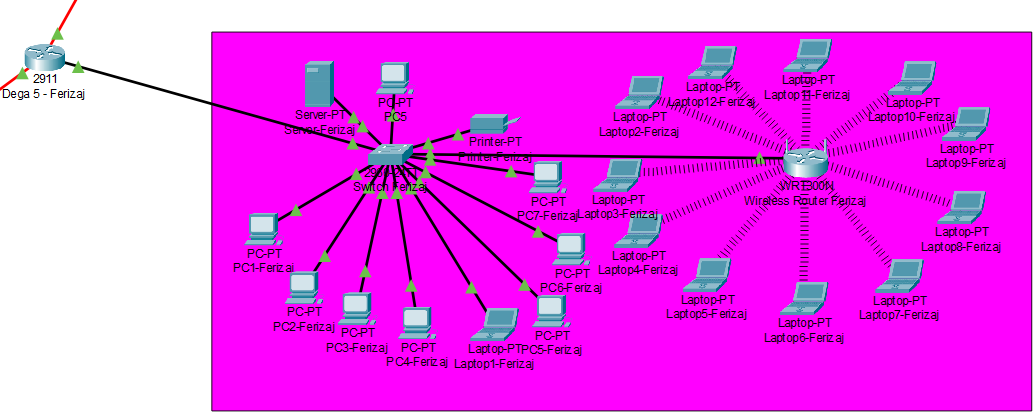 2911
Dega 5 - Ferizaj
Server-PT
Server-Ferizaj
PC-PT
PC5
Printer-PT
Printer-Ferizaj
Switch Ferizaj
PC-PT
PC7-Ferizaj
PC-PT
PC1-Ferizaj
PC-PT
PC2-Ferizaj
PC-PT
PC3-Ferizaj
PC-PT
PC4-Ferizaj
Laptop-PT
Laptop1-Ferizaj
PC-PT
PC5-Ferizaj
PC-PT
PC6-Ferizaj
Laptop-PT
Laptop2-Ferizaj
Laptop-PT
Laptop12-Ferizaj
Laptop-PT
Laptop11-Ferizaj
Laptop-PT
Laptop10-Ferizaj
Laptop-PT
Laptop9-Ferizaj
WRT300N
Wireless Router Ferizaj
Laptop-PT
Laptop3-Ferizaj
Laptop-PT
Laptop4-Ferizaj
Laptop-PT
Laptop5-Ferizaj
Laptop-PT
Laptop6-Ferizaj
Laptop-PT
Laptop7-Ferizaj
Laptop-PT
Laptop8-Ferizaj